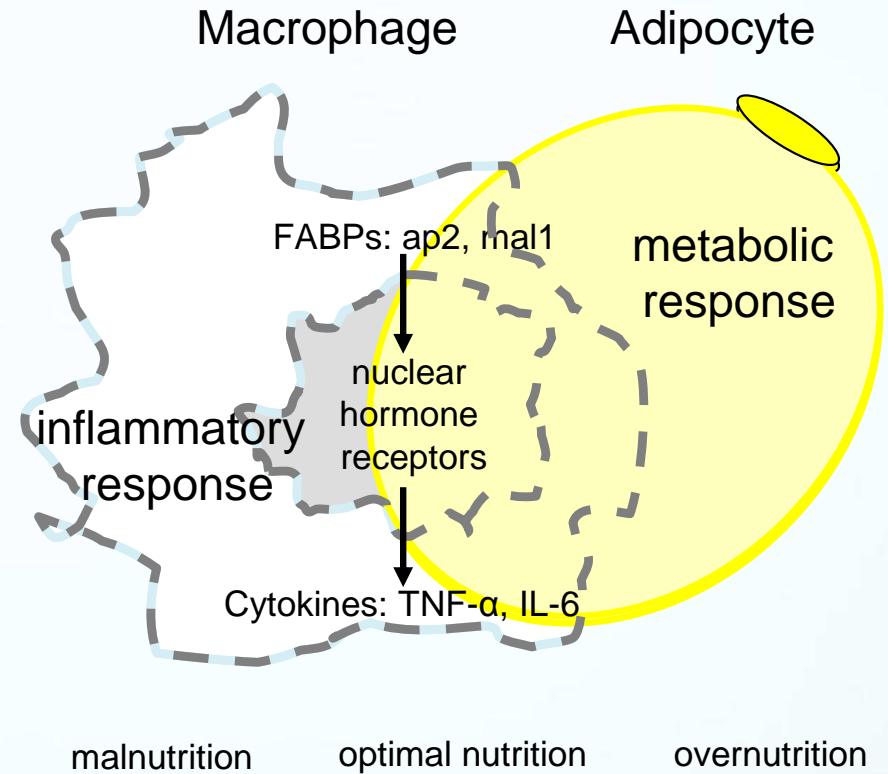 Macrophage Adipocyte
FABPs: ap2, mal1
metabolic
response
nuclear
hormone
receptors
inflammatory
response
Cytokines: TNF-α, IL-6
malnutrition optimal nutrition overnutrition